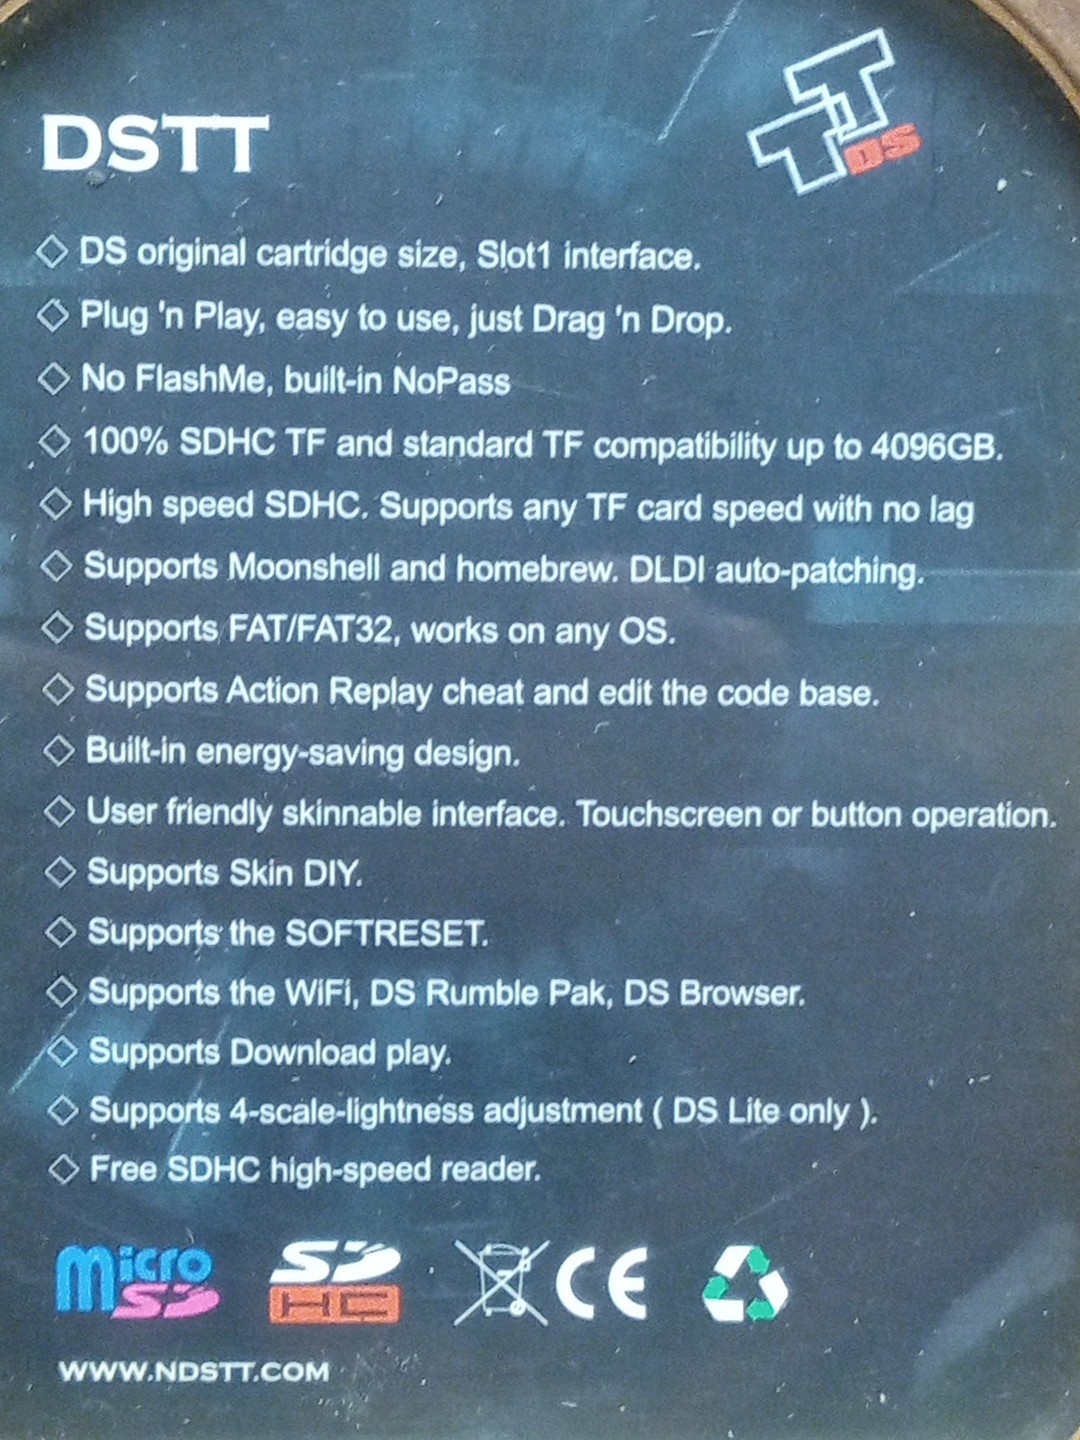 DSTT
TT DS
◇ DS original cartridge size, Slot1 interface.
◇ Plug 'n Play, easy to use, just Drag 'n Drop.
◇ No FlashMe, built-in NoPass
◇ 100% SDHC TF and standard TF compatibility up to 4096GB.
◇ High speed SDHC. Supports any TF card speed with no lag
◇ Supports Moonshell and homebrew. DLDI auto-patching.
◇ Supports FAT/FAT32, works on any OS.
◇ Supports Action Replay cheat and edit the code base.
◇ Built-in energy-saving design.
◇ User friendly skinnable interface. Touchscreen or button operation.
◇ Supports Skin DIY.
◇ Supports the SOFTRESET.
◇ Supports the WiFi, DS Rumble Pak, DS Browser.
◇ Supports Download play.
◇ Supports 4-scale-lightness adjustment ( DS Lite only ).
◇ Free SDHC high-speed reader.
micro SD
SD HC
CE
WWW.NDSTT.COM